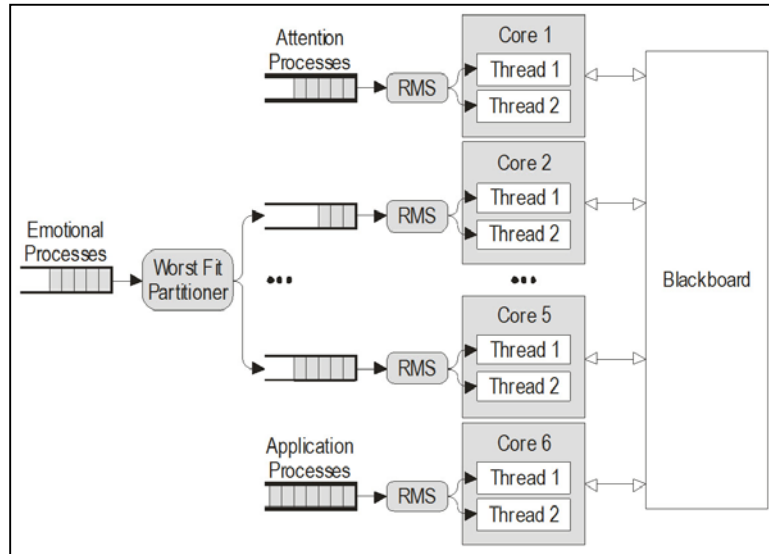 Attention
Processes
RMS
Core 1
Thread 1
Thread 2
Core 2
RMS
Thread 1
Thread 2
Emotional
Processes
Worst Fit
Partitioner
•••
•••
Blackboard
Core 5
RMS
Thread 1
Thread 2
Application
Processes
RMS
Core 6
Thread 1
Thread 2